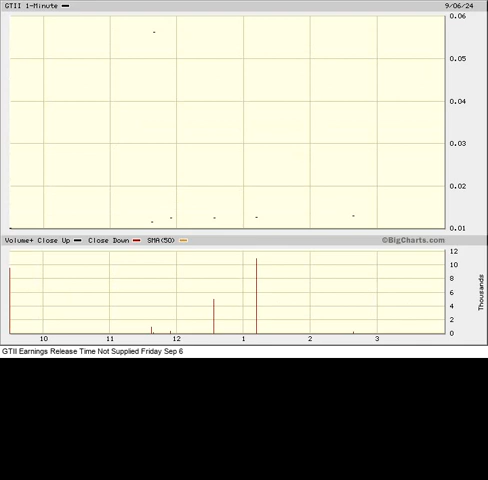 GTII 1-Minute 9/06/24
0.06
0.05
0.04
0.03
0.02
0.01
Volume+ Close Up Close Down SMA(50) ©BigCharts.com
12
10
8
6
4
2
0
Thousands
10 11 12 1 2 3
GTII Earnings Release Time Not Supplied Friday Sep 6